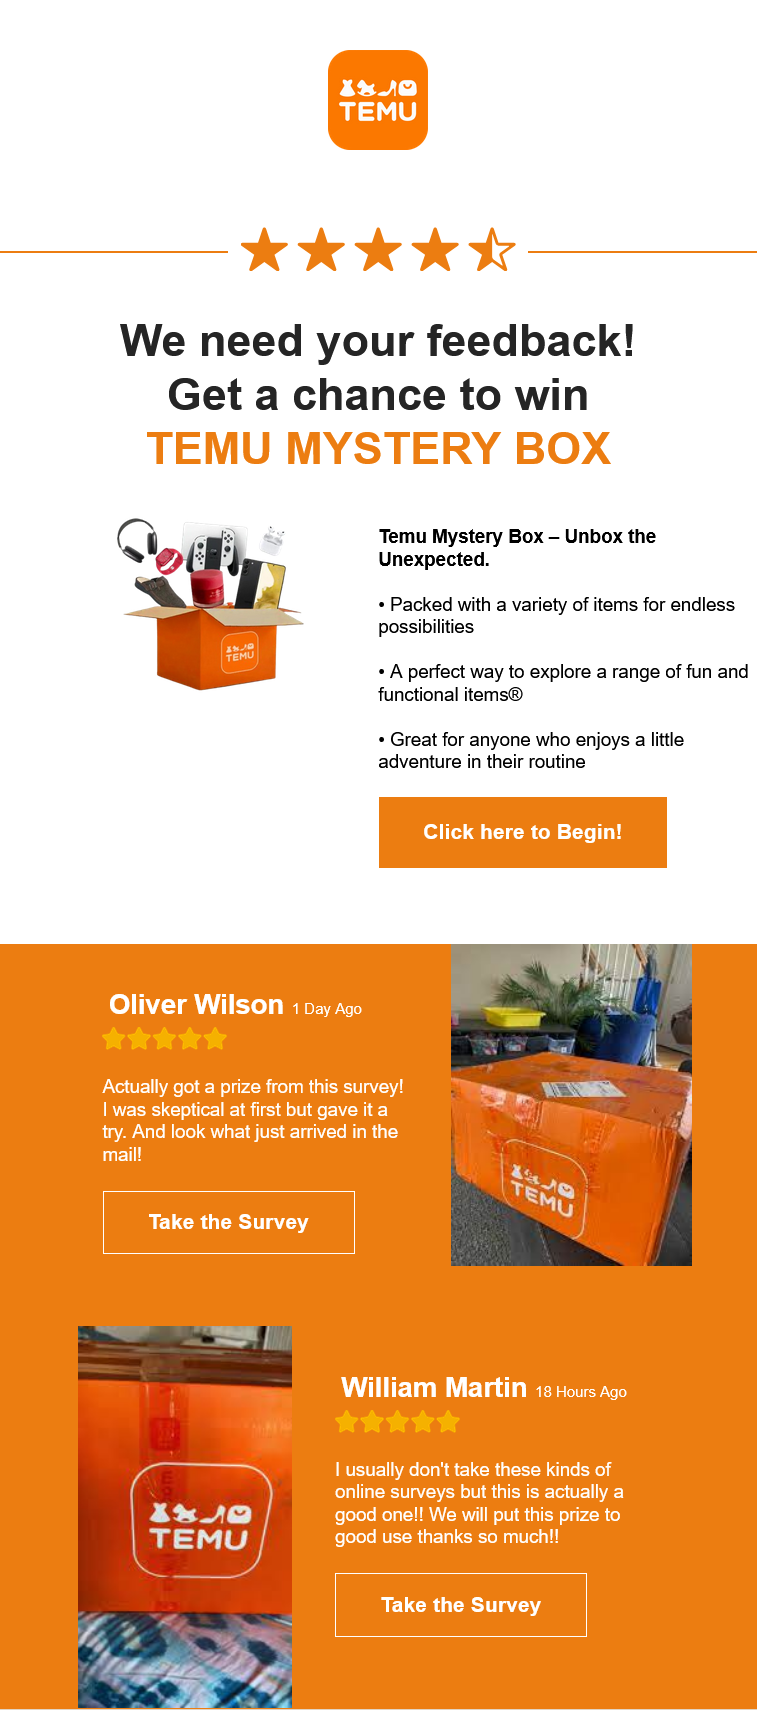 TEMU
We need your feedback!
Get a chance to win
TEMU MYSTERY BOX
TEMU
Temu Mystery Box – Unbox the
Unexpected.
• Packed with a variety of items for endless
possibilities
• A perfect way to explore a range of fun and
functional items®
• Great for anyone who enjoys a little
adventure in their routine
Click here to Begin!
Oliver Wilson 1 Day Ago
Actually got a prize from this survey!
I was skeptical at first but gave it a
try. And look what just arrived in the
mail!
Take the Survey
TEMU
TEMU
William Martin 18 Hours Ago
I usually don't take these kinds of
online surveys but this is actually a
good one!! We will put this prize to
good use thanks so much!!
Take the Survey